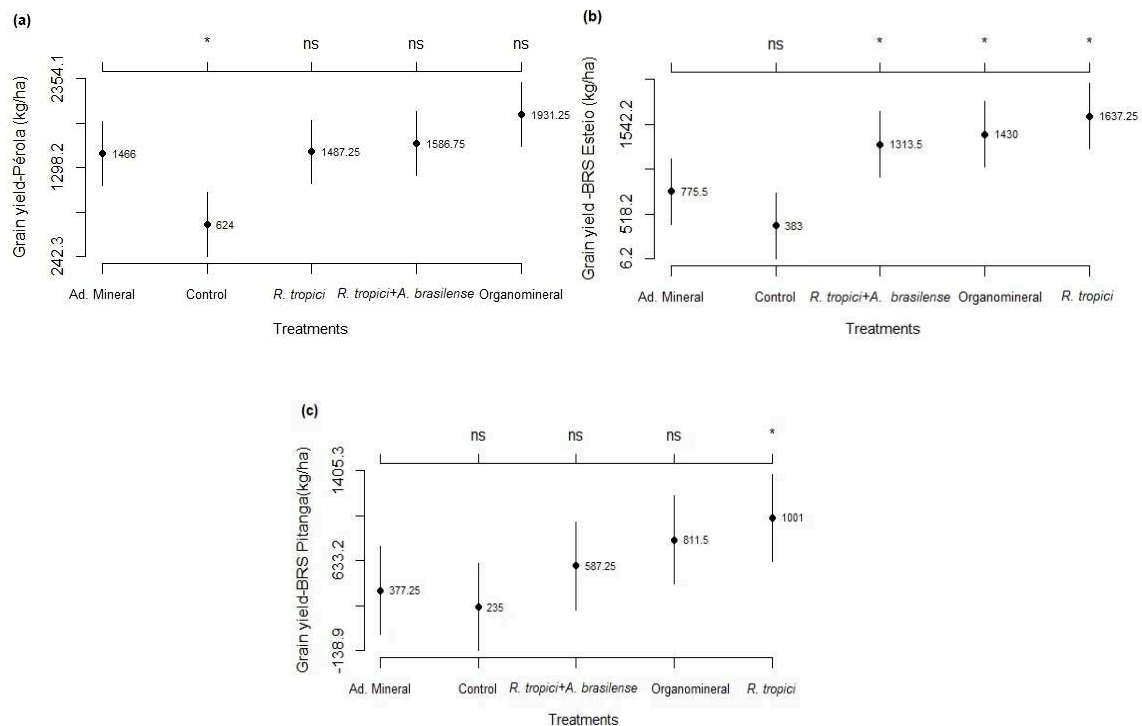 (a)
* ns ns ns
Grain yield-Pérola (kg/ha)
2354.1
1298.2
242.3
1466
624
1487.25
1586.75
1931.25
Ad. Mineral Control R. tropici R. tropici+A. brasilense Organomineral
Treatments
(b)
ns * * *
Grain yield -BRS Esteio (kg/ha)
1542.2
518.2
6.2
775.5
383
1313.5
1430
1637.25
Ad. Mineral Control R. tropici+A. brasilense Organomineral R. tropici
Treatments
(c)
ns ns ns *
Grain yield-BRS Pitanga(kg/ha)
1405.3
633.2
-138.9
377.25
235
587.25
811.5
1001
Ad. Mineral Control R. tropici+A. brasilense Organomineral R. tropici
Treatments